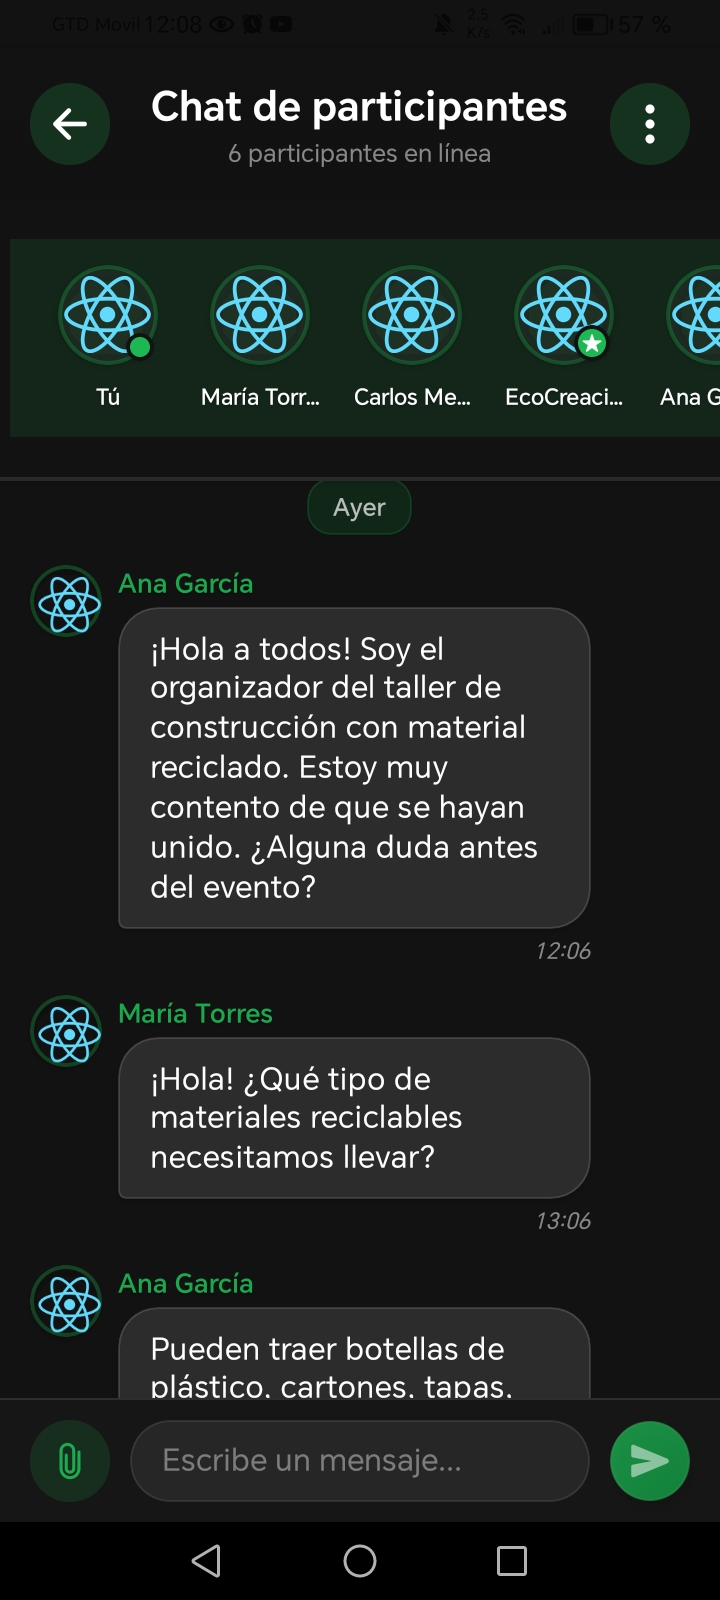 GTD Movil 12:08 2.5 K/s 57 %
Chat de participantes
6 participantes en línea
Tú María Torr... Carlos Me... EcoCreaci... Ana G
Ayer
Ana García
¡Hola a todos! Soy el
organizador del taller de
construcción con material
reciclado. Estoy muy
contento de que se hayan
unido. ¿Alguna duda antes
del evento?
12:06
María Torres
¡Hola! ¿Qué tipo de
materiales reciclables
necesitamos llevar?
13:06
Ana García
Pueden traer botellas de
plástico, cartones, tapas,
Escribe un mensaje...